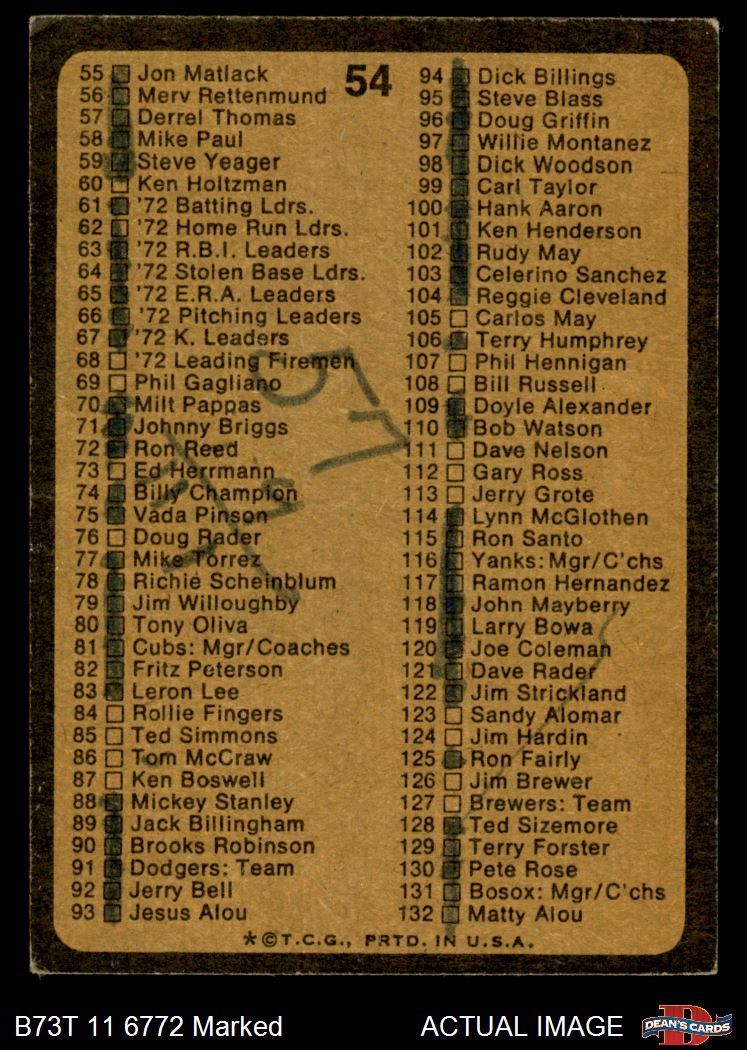 54
55 Jon Matlack
56 Merv Rettenmund
57 Derrel Thomas
58 Mike Paul
59 Steve Yeager
60 Ken Holtzman
61 '72 Batting Ldrs.
62 '72 Home Run Ldrs.
63 '72 R.B.I. Leaders
64 '72 Stolen Base Ldrs.
65 '72 E.R.A. Leaders
66 '72 Pitching Leaders
67 '72 K. Leaders
68 '72 Leading Firemen
69 Phil Gagliano
70 Milt Pappas
71 Johnny Briggs
72 Ron Reed
73 Ed Herrmann
74 Billy Champion
75 Vada Pinson
76 Doug Rader
77 Mike Torrez
78 Richie Scheinblum
79 Jim Willoughby
80 Tony Oliva
81 Cubs: Mgr/Coaches
82 Fritz Peterson
83 Leron Lee
84 Rollie Fingers
85 Ted Simmons
86 Tom McCraw
87 Ken Boswell
88 Mickey Stanley
89 Jack Billingham
90 Brooks Robinson
91 Dodgers: Team
92 Jerry Bell
93 Jesus Alou
94 Dick Billings
95 Steve Blass
96 Doug Griffin
97 Willie Montanez
98 Dick Woodson
99 Carl Taylor
100 Hank Aaron
101 Ken Henderson
102 Rudy May
103 Celerino Sanchez
104 Reggie Cleveland
105 Carlos May
106 Terry Humphrey
107 Phil Hennigan
108 Bill Russell
109 Doyle Alexander
110 Bob Watson
111 Dave Nelson
112 Gary Ross
113 Jerry Grote
114 Lynn McGlothen
115 Ron Santo
116 Yanks: Mgr/C'chs
117 Ramon Hernandez
118 John Mayberry
119 Larry Bowa
120 Joe Coleman
121 Dave Rader
122 Jim Strickland
123 Sandy Alomar
124 Jim Hardin
125 Ron Fairly
126 Jim Brewer
127 Brewers: Team
128 Ted Sizemore
129 Terry Forster
130 Pete Rose
131 Bosox: Mgr/C'chs
132 Matty Alou
*©T.C.G., PRTD. IN U.S.A.
B73T 11 6772 Marked
ACTUAL IMAGE
DEAN'S CARDS